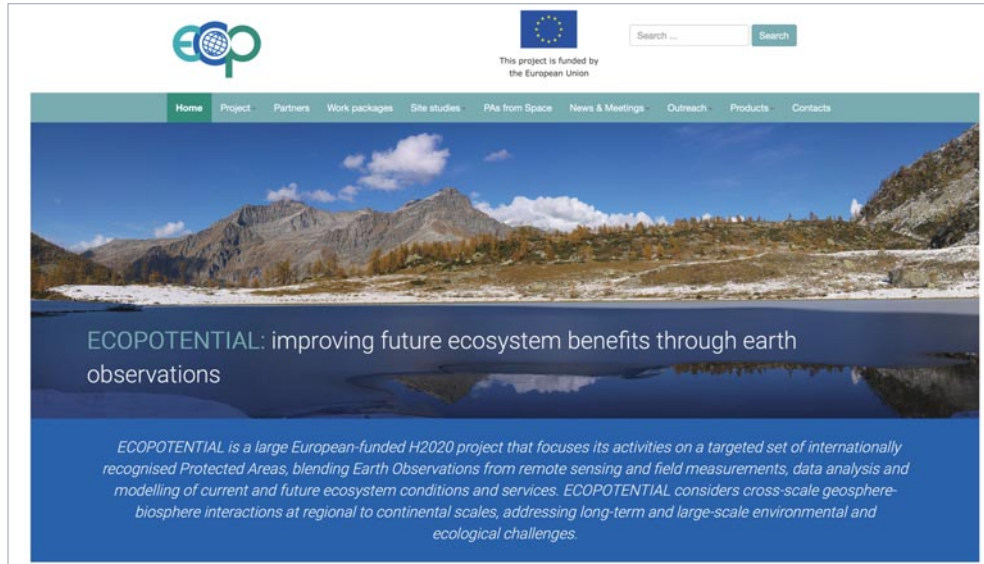 ecp
This project is funded by
the European Union
Search ...
Search
Home
Project
Partners
Work packages
Site studies
PAs from Space
News & Meetings
Outreach
Products
Contacts
ECOPOTENTIAL: improving future ecosystem benefits through earth
observations
ECOPOTENTIAL is a large European-funded H2020 project that focuses its activities on a targeted set of internationally
recognised Protected Areas, blending Earth Observations from remote sensing and field measurements, data analysis and
modelling of current and future ecosystem conditions and services. ECOPOTENTIAL considers cross-scale geosphere-
biosphere interactions at regional to continental scales, addressing long-term and large-scale environmental and
ecological challenges.